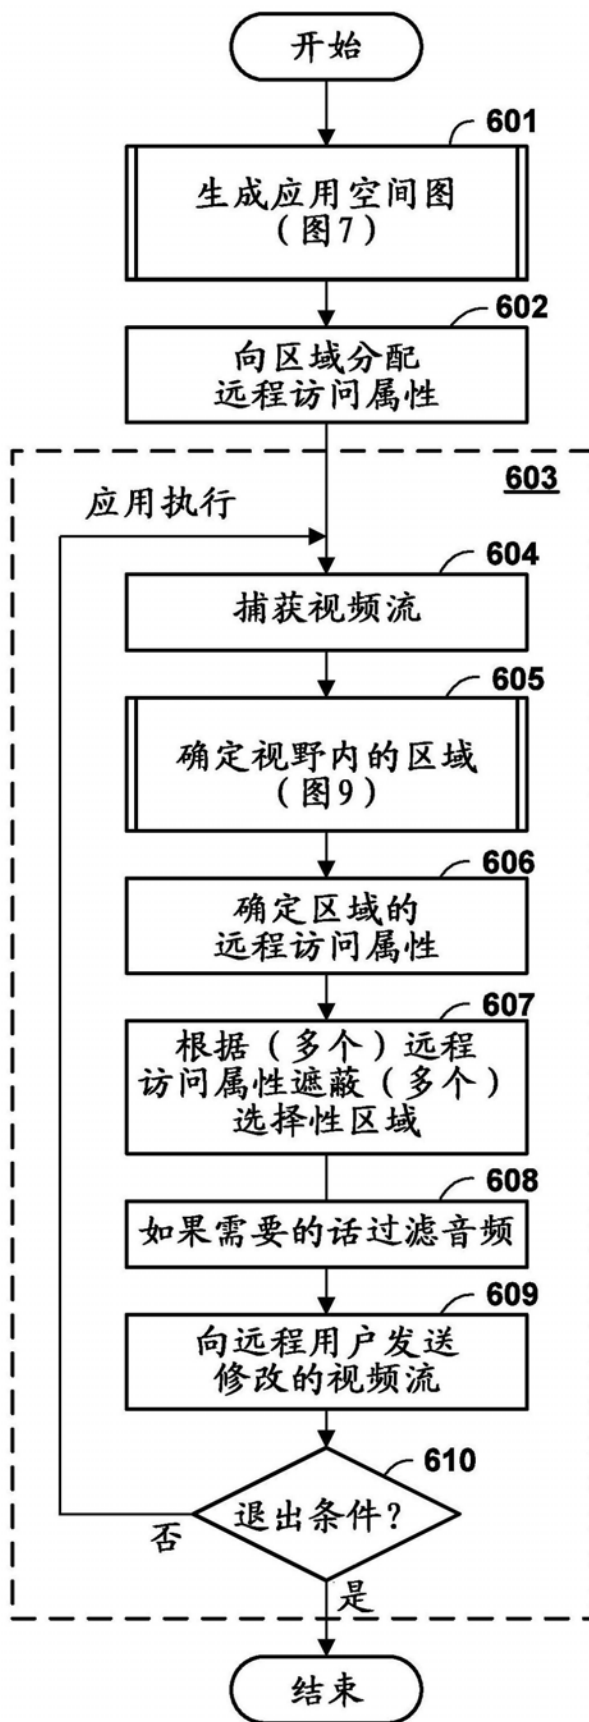 开始
601
生成应用空间图
（图7）
602
向区域分配
远程访问属性
603
应用执行
604
捕获视频流
605
确定视野内的区域
（图9）
606
确定区域的
远程访问属性
607
根据（多个）远程
访问属性遮蔽（多个）
选择性区域
608
如果需要的话过滤音频
609
向远程用户发送
修改的视频流
610
退出条件？
否
是
结束